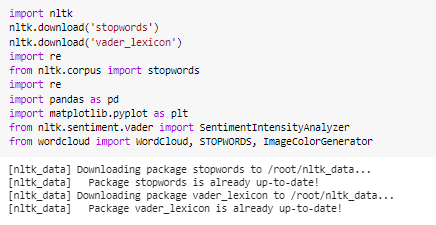 import nltk
nltk.download('stopwords')
nltk.download('vader_lexicon')
import re
from nltk.corpus import stopwords
import re
import pandas as pd
import matplotlib.pyplot as plt
from nltk.sentiment.vader import SentimentIntensityAnalyzer
from wordcloud import WordCloud, STOPWORDS, ImageColorGenerator
[nltk_data] Downloading package stopwords to /root/nltk_data...
[nltk_data]   Package stopwords is already up-to-date!
[nltk_data] Downloading package vader_lexicon to /root/nltk_data...
[nltk_data]   Package vader_lexicon is already up-to-date!